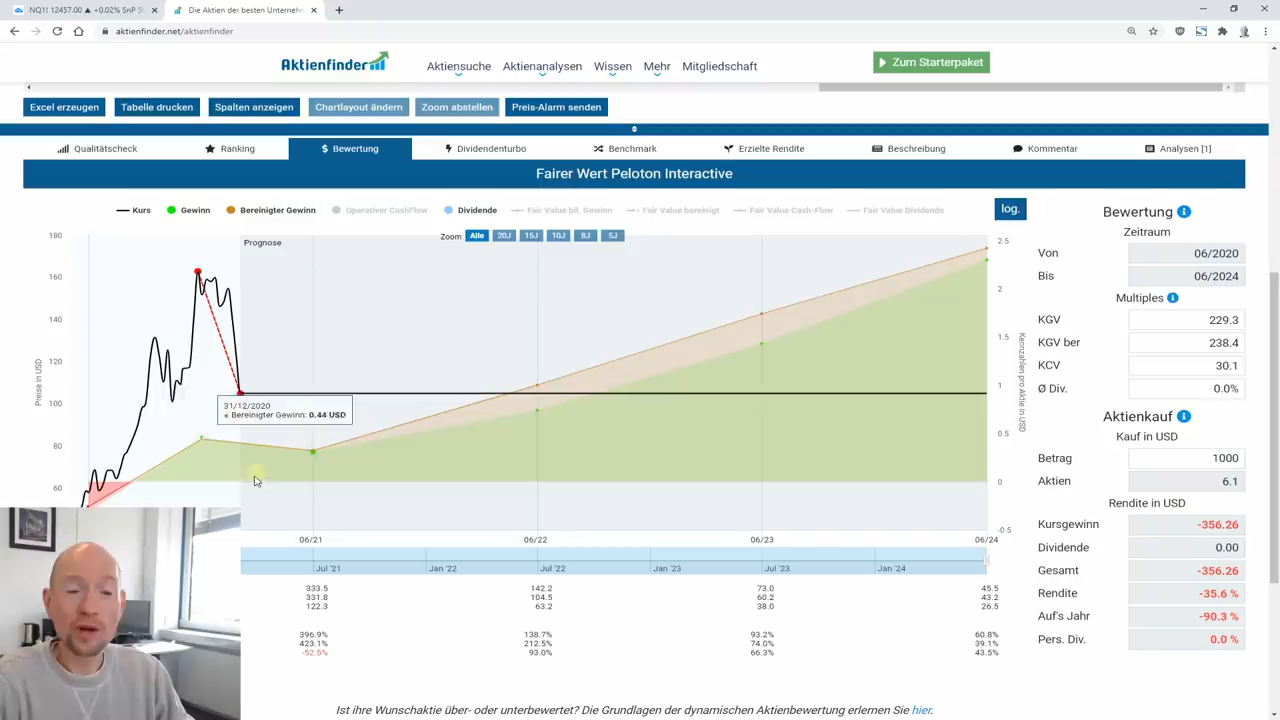 NQ1! 12457.00 ▲ +0.02% SnP S
Die Aktien der besten Unternehm
aktienfinder.net/aktienfinder
Aktienfinder
Aktiensuche Aktienanalysen Wissen Mehr Mitgliedschaft
Zum Starterpaket
Excel erzeugen Tabelle drucken Spalten anzeigen Chartlayout ändern Zoom abstellen Preis-Alarm senden
Qualitätscheck Ranking $ Bewertung Dividendenturbo Benchmark Erzielte Rendite Beschreibung Kommentar Analysen [1]
Fairer Wert Peloton Interactive
Kurs Gewinn Bereinigter Gewinn Operativer CashFlow Dividende Fair Value bil. Gewinn Fair Value bereinigt Fair Value Cash-Flow Fair Value Dividende
log.
Zoom Alle 20J 15J 10J 8J 5J
Prognose
180
160
140
120
100
80
60
Preise in USD
31/12/2020
Bereinigter Gewinn: 0.44 USD
2.5
2
1.5
1
0.5
0
-0.5
Kennzahlen pro Aktie in USD
06/21 06/22 06/23 06/24
Jul '21 Jan '22 Jul '22 Jan '23 Jul '23 Jan '24
333.5 142.2 73.0 45.5
331.8 104.5 60.2 43.2
122.3 63.2 38.0 26.5
396.9% 138.7% 93.2% 60.8%
423.1% 212.5% 74.0% 39.1%
-52.5% 93.0% 66.3% 43.5%
Bewertung
Zeitraum
Von 06/2020
Bis 06/2024
Multiples
KGV 229.3
KGV ber 238.4
KCV 30.1
Ø Div. 0.0%
Aktienkauf
Kauf in USD
Betrag 1000
Aktien 6.1
Rendite in USD
Kursgewinn -356.26
Dividende 0.00
Gesamt -356.26
Rendite -35.6 %
Auf's Jahr -90.3 %
Pers. Div. 0.0 %
Ist ihre Wunschaktie über- oder unterbewertet? Die Grundlagen der dynamischen Aktienbewertung erlernen Sie hier.